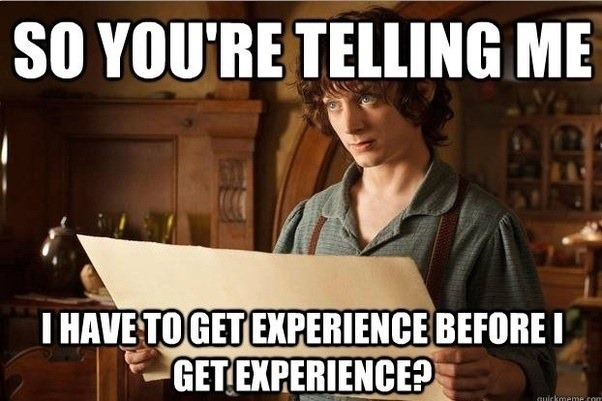 SO YOU'RE TELLING ME
I HAVE TO GET EXPERIENCE BEFORE I
GET EXPERIENCE?
quickmeme.com